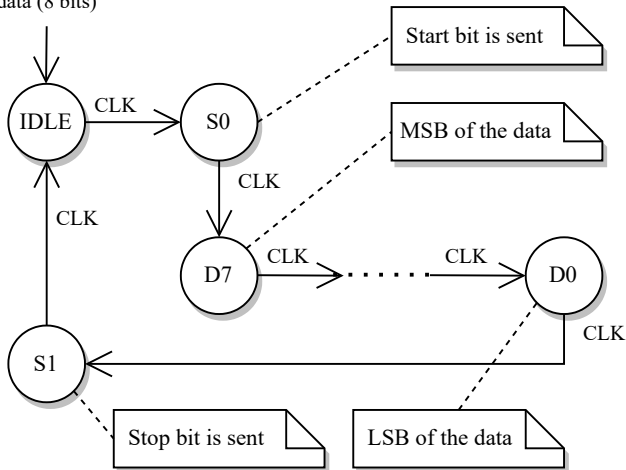 data (8 bits)
Start bit is sent
IDLE
CLK
S0
MSB of the data
CLK
CLK
D7
CLK
CLK
D0
CLK
S1
Stop bit is sent
LSB of the data